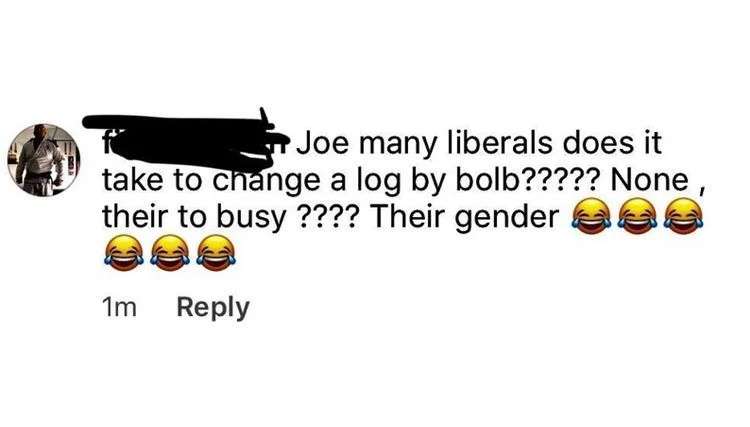 Joe many liberals does it
take to change a log by bolb????? None ,
their to busy ???? Their gender 😂😂😂
😂😂😂
1m Reply